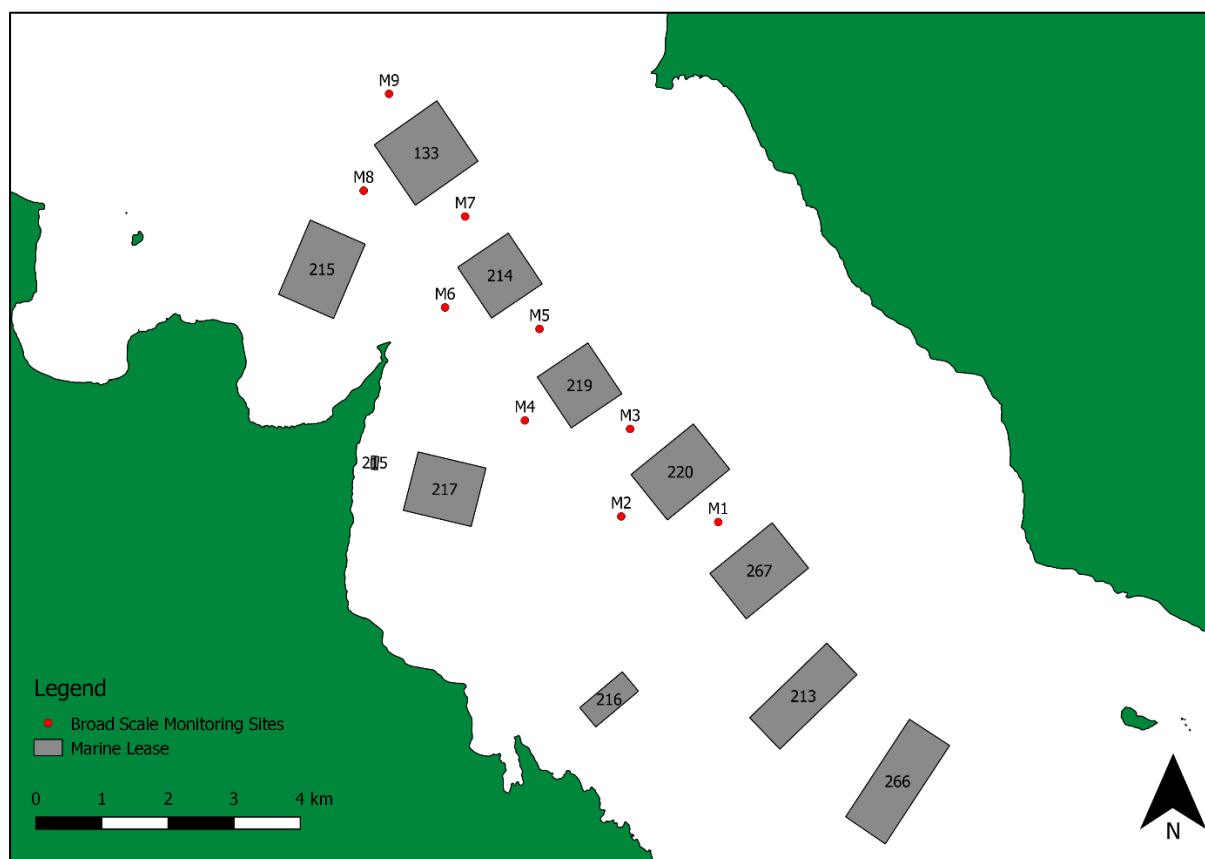 M9
133
M8
M7
215
214
M6
M5
219
M4
M3
215
217
220
M2
M1
267
216
213
266
Legend
Broad Scale Monitoring Sites
Marine Lease
0 1 2 3 4 km
N